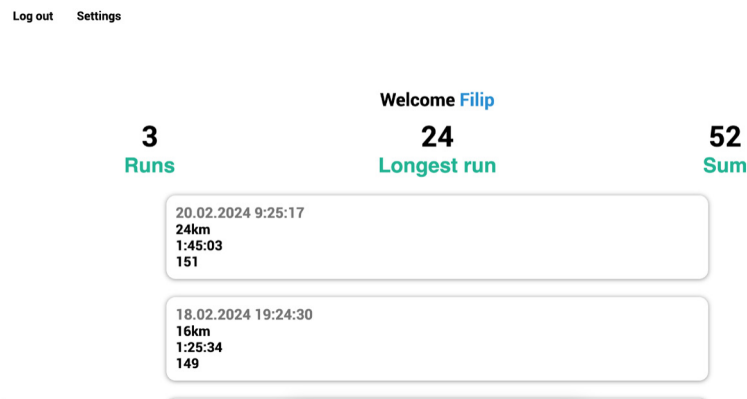 Log out Settings
Welcome Filip
3 24 52
Runs Longest run Sum
20.02.2024 9:25:17
24km
1:45:03
151
18.02.2024 19:24:30
16km
1:25:34
149